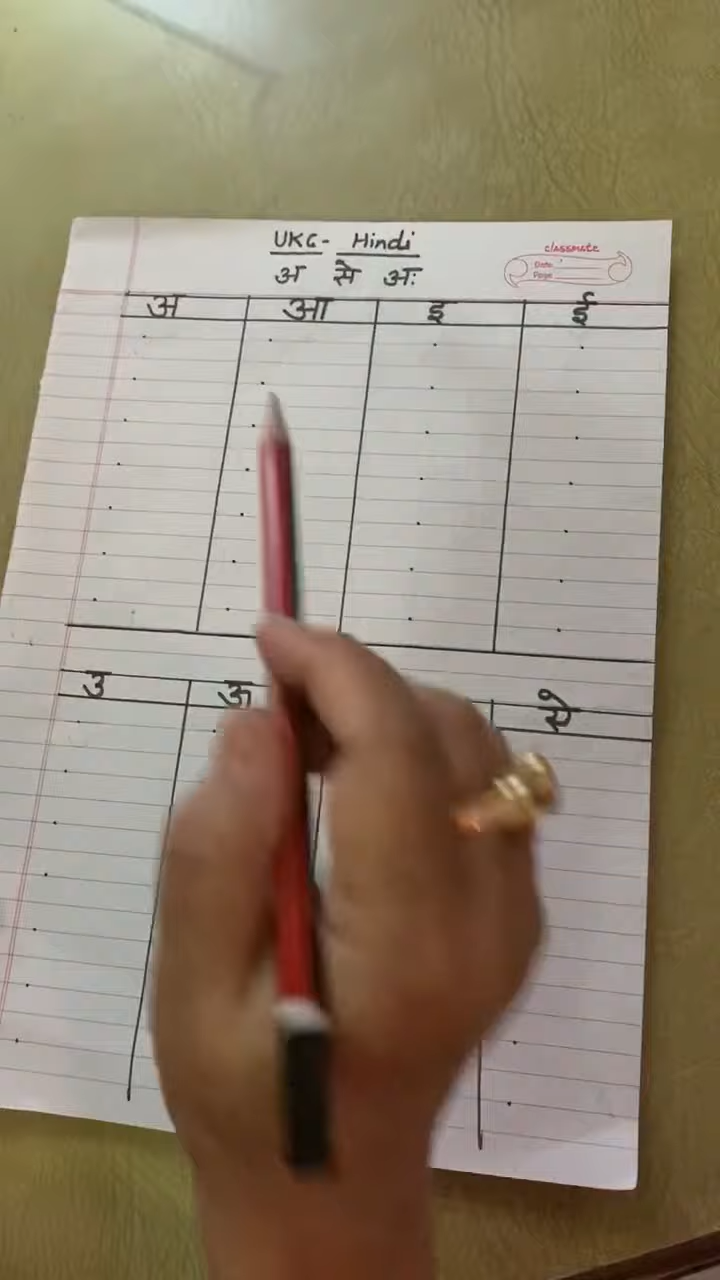 UKG- Hindi
अ से अः
classmate
Date
Page
अ आ इ ई
उ ऊ